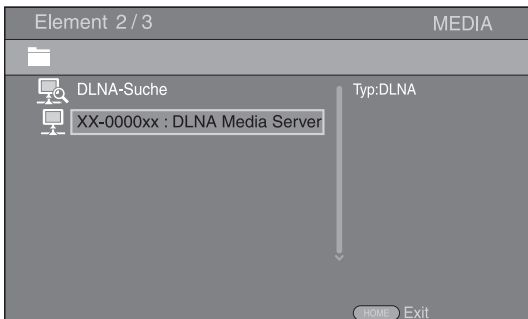 Element 2 / 3 MEDIA
DLNA-Suche Typ:DLNA
XX-0000xx : DLNA Media Server
HOME Exit